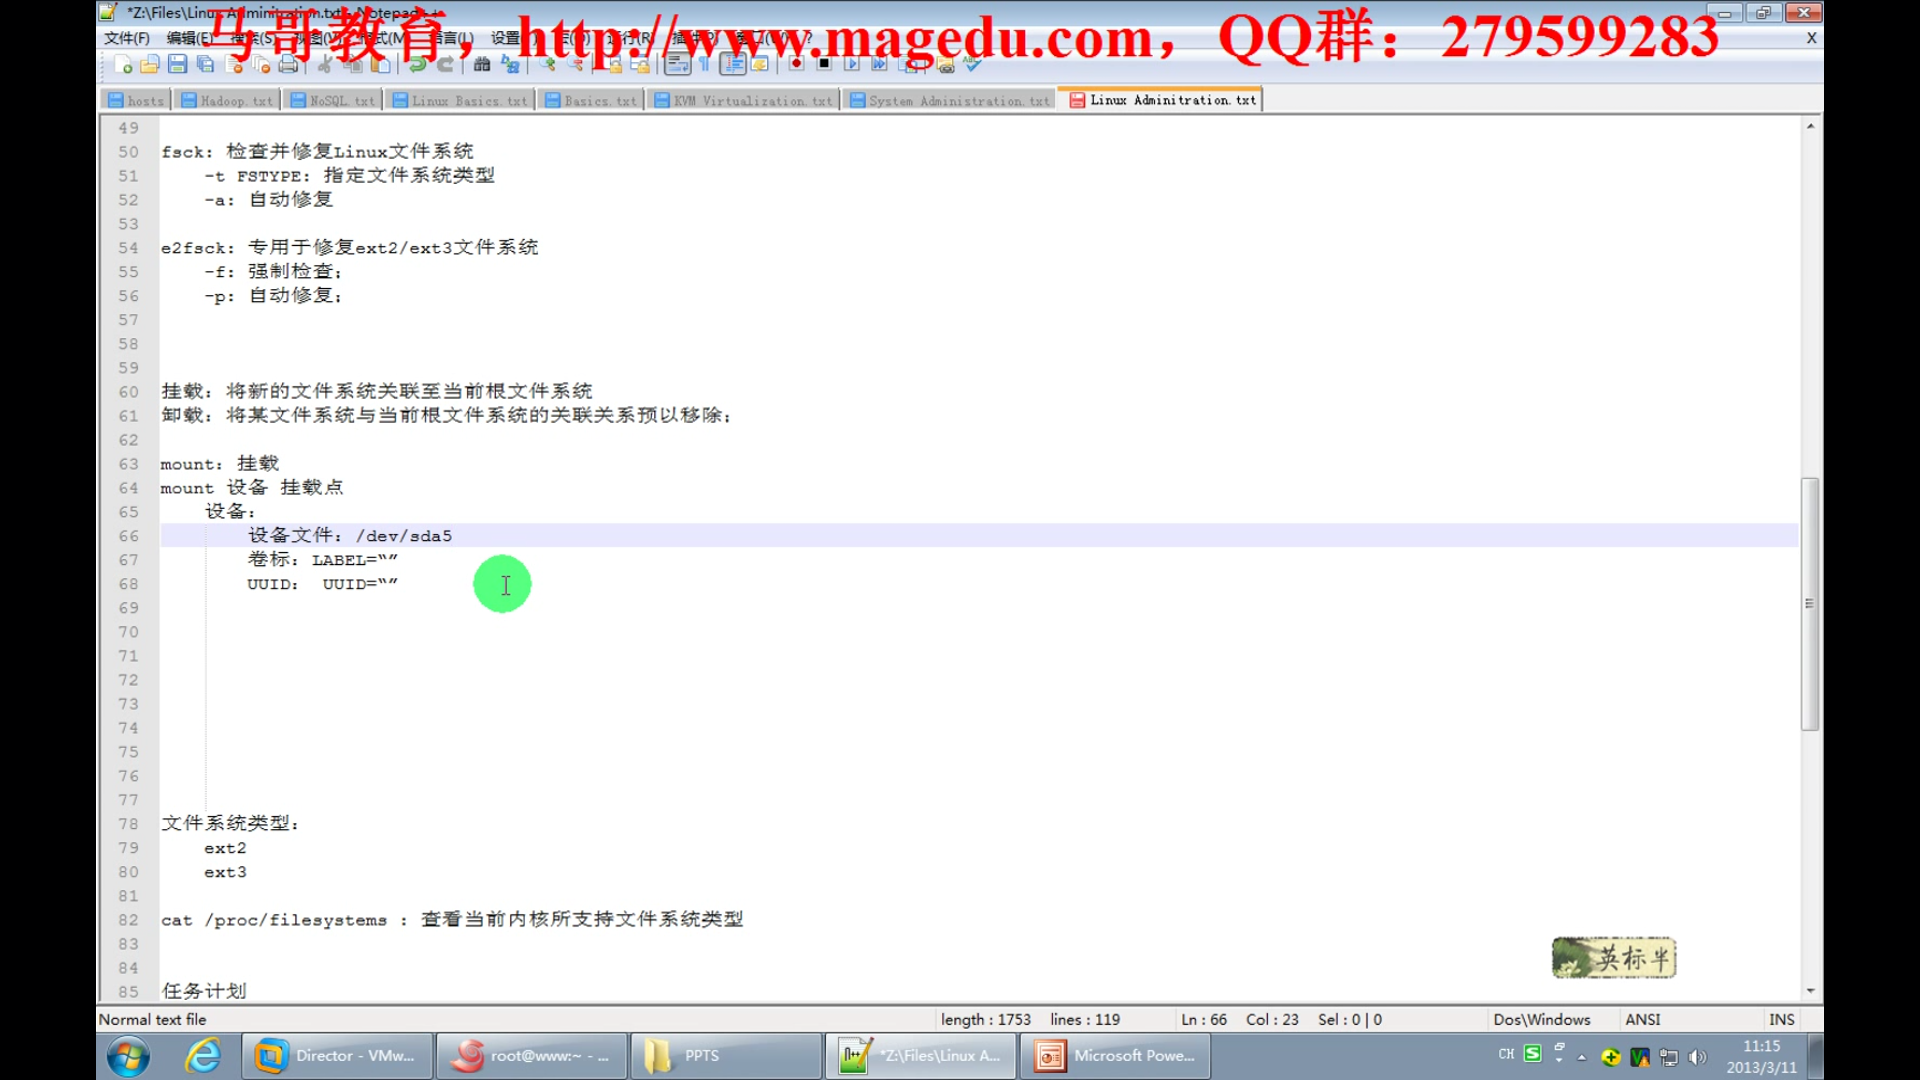 *Z:\Files\Linux Adminitration.txt - Notepad++
马哥教育，http://www.magedu.com，QQ群：279599283
文件(F) 编辑(E) 搜索(S) 视图(V) 格式(M) 语言(L) 设置 运行(R) ? X
hosts Hadoop.txt NoSQL.txt Linux Basics.txt Basics.txt KVM Virtualization.txt System Administration.txt Linux Adminitration.txt
49
50 fsck: 检查并修复Linux文件系统
51 -t FSTYPE: 指定文件系统类型
52 -a: 自动修复
53
54 e2fsck: 专用于修复ext2/ext3文件系统
55 -f: 强制检查;
56 -p: 自动修复;
57
58
59
60 挂载: 将新的文件系统关联至当前根文件系统
61 卸载: 将某文件系统与当前根文件系统的关联关系预以移除;
62
63 mount: 挂载
64 mount 设备 挂载点
65 设备:
66 设备文件: /dev/sda5
67 卷标: LABEL=“”
68 UUID: UUID=“”
69
70
71
72
73
74
75
76
77
78 文件系统类型:
79 ext2
80 ext3
81
82 cat /proc/filesystems : 查看当前内核所支持文件系统类型
83
84
85 任务计划
英标半
Normal text file length : 1753 lines : 119 Ln : 66 Col : 23 Sel : 0 | 0 Dos\Windows ANSI INS
Director - VMw... root@www:~ - ... PPTS *Z:\Files\Linux A... Microsoft Powe... CH 11:15
2013/3/11